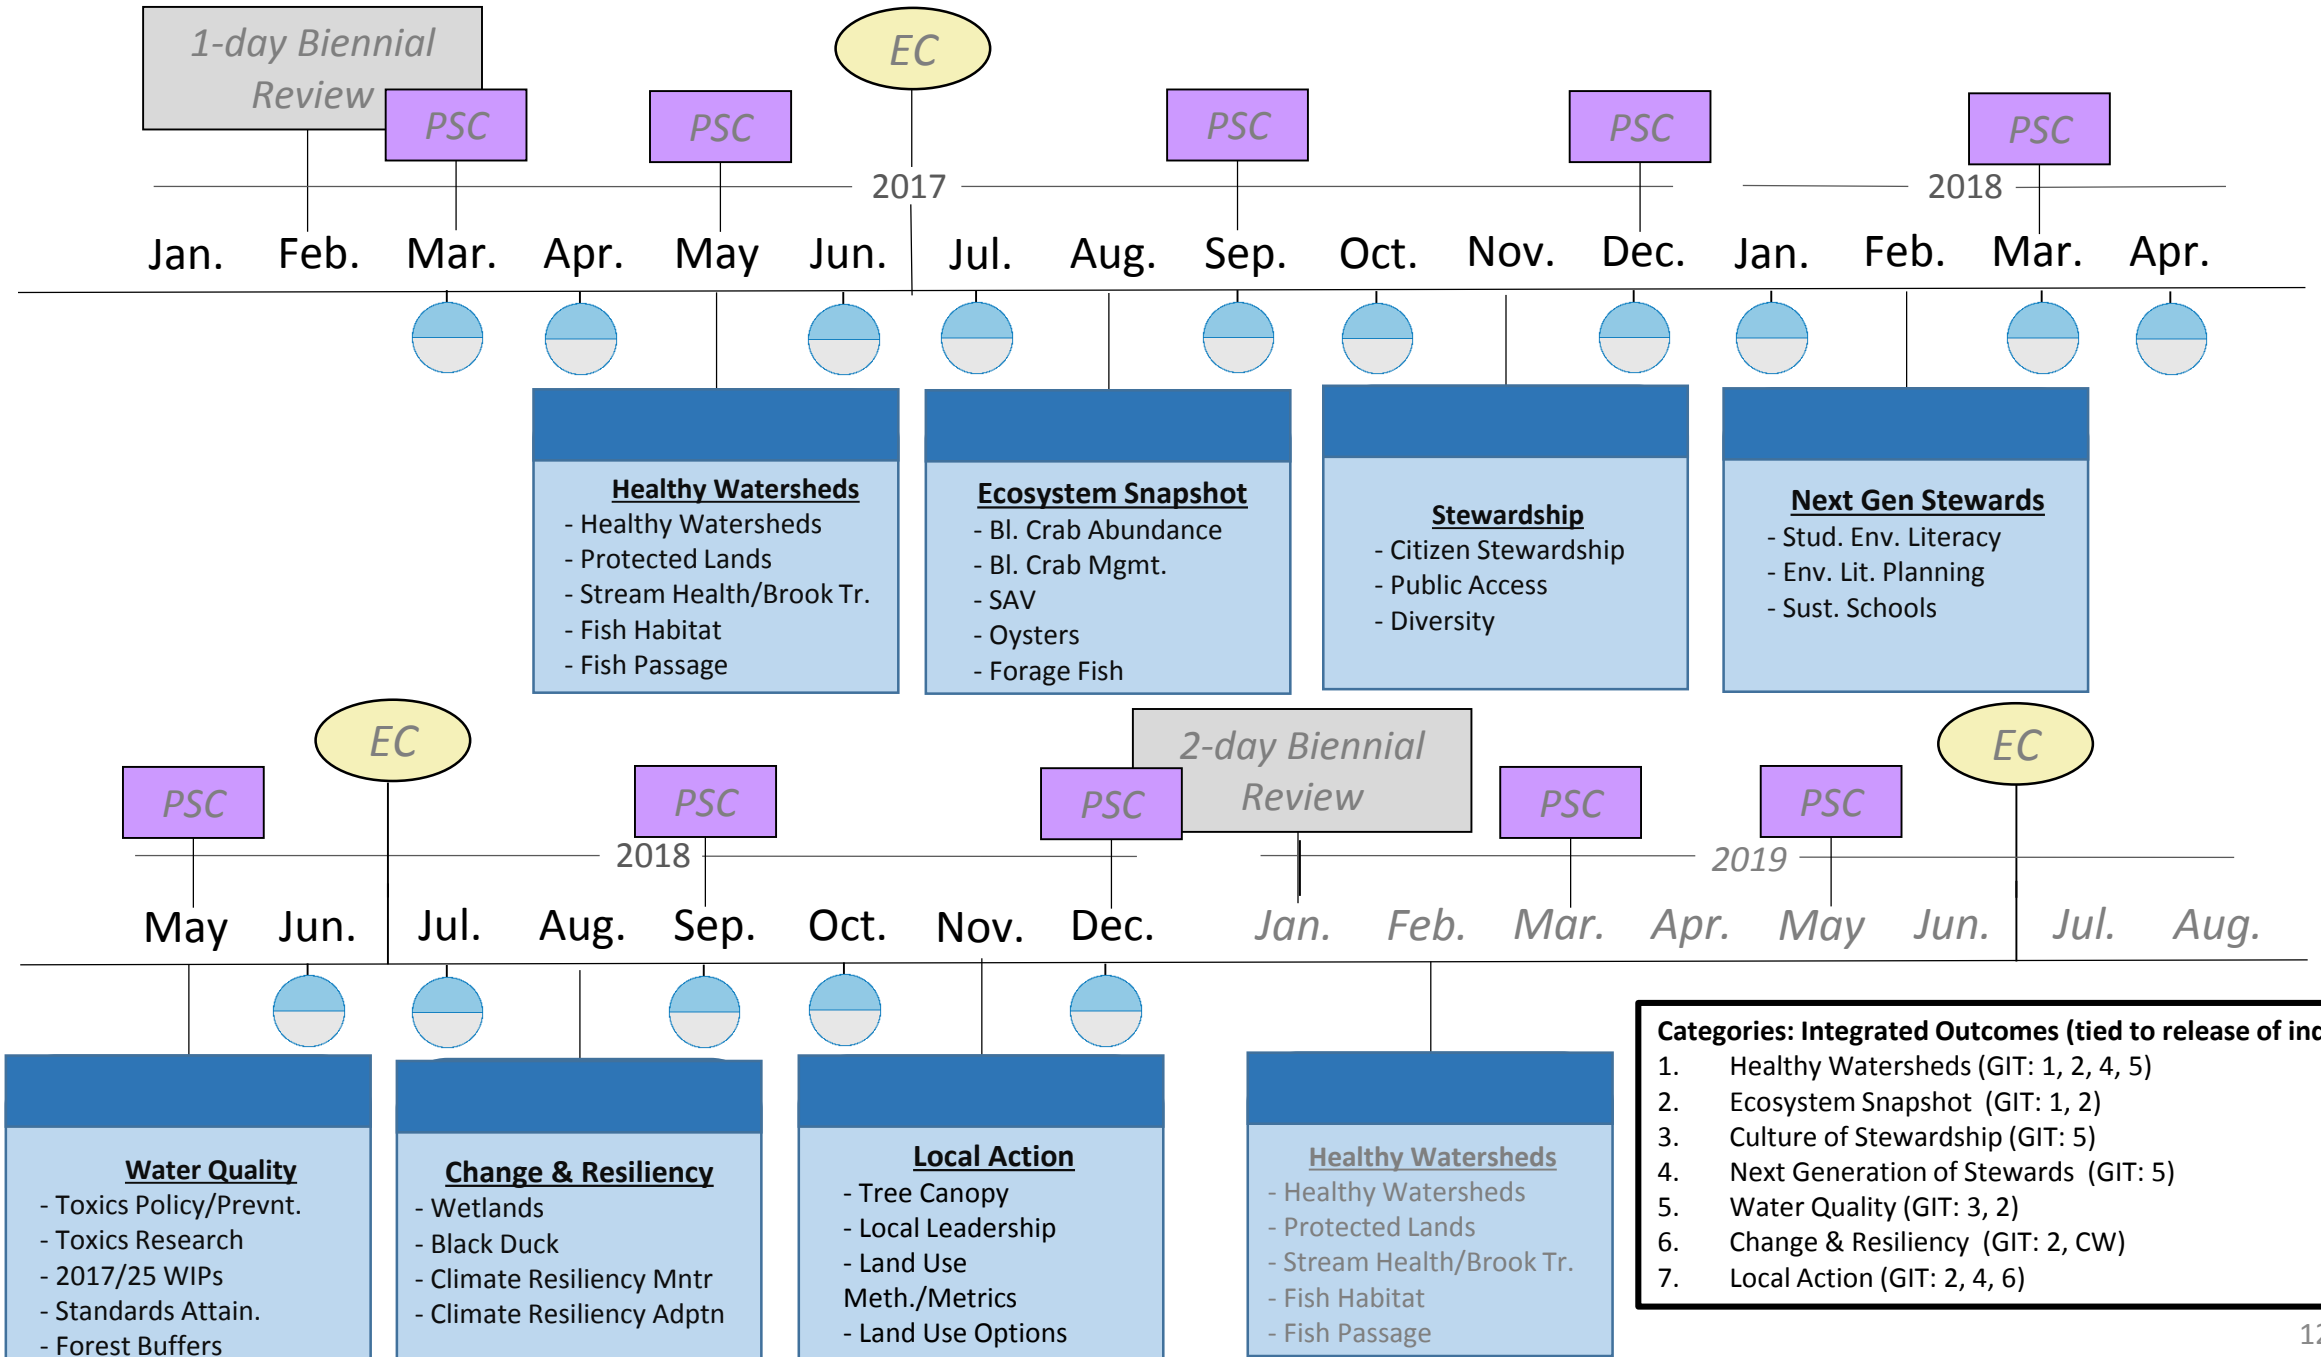 1-day Biennial
Review
EC
PSC
PSC
PSC
PSC
PSC
2017
2018
Jan. Feb. Mar. Apr. May Jun. Jul. Aug. Sep. Oct. Nov. Dec. Jan. Feb. Mar. Apr.
Healthy Watersheds
- Healthy Watersheds
- Protected Lands
- Stream Health/Brook Tr.
- Fish Habitat
- Fish Passage
Ecosystem Snapshot
- Bl. Crab Abundance
- Bl. Crab Mgmt.
- SAV
- Oysters
- Forage Fish
Stewardship
- Citizen Stewardship
- Public Access
- Diversity
Next Gen Stewards
- Stud. Env. Literacy
- Env. Lit. Planning
- Sust. Schools
EC
2-day Biennial
Review
EC
PSC
PSC
PSC
PSC
PSC
2018
2019
May Jun. Jul. Aug. Sep. Oct. Nov. Dec. Jan. Feb. Mar. Apr. May Jun. Jul. Aug.
Water Quality
- Toxics Policy/Prevnt.
- Toxics Research
- 2017/25 WIPs
- Standards Attain.
- Forest Buffers
Change & Resiliency
- Wetlands
- Black Duck
- Climate Resiliency Mntr
- Climate Resiliency Adptn
Local Action
- Tree Canopy
- Local Leadership
- Land Use
Meth./Metrics
- Land Use Options
Healthy Watersheds
- Healthy Watersheds
- Protected Lands
- Stream Health/Brook Tr.
- Fish Habitat
- Fish Passage
Categories: Integrated Outcomes (tied to release of
1. Healthy Watersheds (GIT: 1, 2, 4, 5)
2. Ecosystem Snapshot (GIT: 1, 2)
3. Culture of Stewardship (GIT: 5)
4. Next Generation of Stewards (GIT: 5)
5. Water Quality (GIT: 3, 2)
6. Change & Resiliency (GIT: 2, CW)
7. Local Action (GIT: 2, 4, 6)